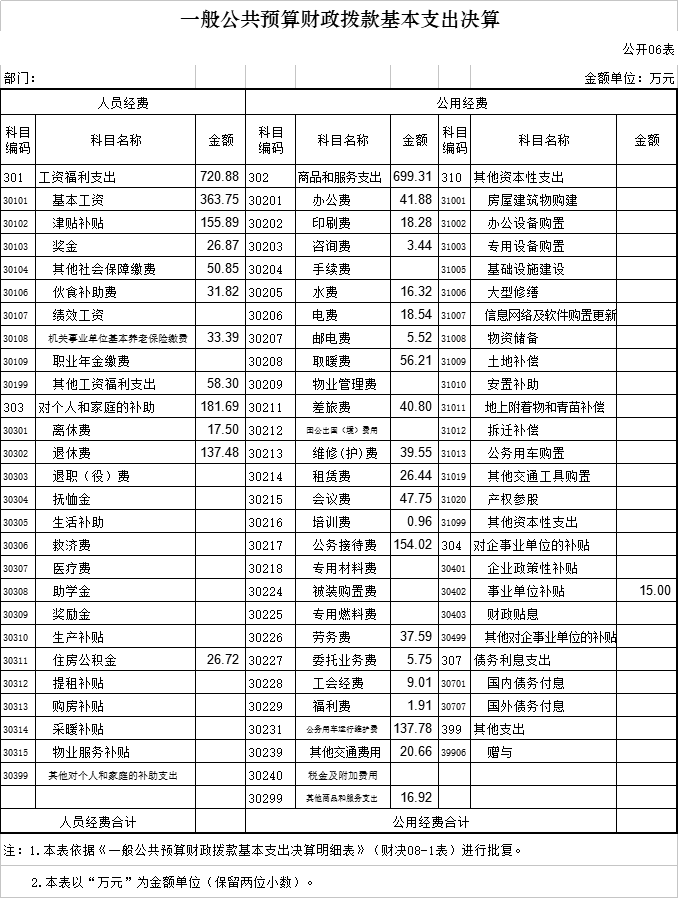 一般公共预算财政拨款基本支出决算
公开06表
部门： 金额单位：万元
人员经费 公用经费
科目编码 科目名称 金额 科目编码 科目名称 金额 科目编码 科目名称 金额
301 工资福利支出 720.88 302 商品和服务支出 699.31 310 其他资本性支出
30101 基本工资 363.75 30201 办公费 41.88 31001 房屋建筑物购建
30102 津贴补贴 155.89 30202 印刷费 18.28 31002 办公设备购置
30103 奖金 26.87 30203 咨询费 3.44 31003 专用设备购置
30104 其他社会保障缴费 50.85 30204 手续费 31005 基础设施建设
30106 伙食补助费 31.82 30205 水费 16.32 31006 大型修缮
30107 绩效工资 30206 电费 18.54 31007 信息网络及软件购置更新
30108 机关事业单位基本养老保险缴费 33.39 30207 邮电费 5.52 31008 物资储备
30109 职业年金缴费 30208 取暖费 56.21 31009 土地补偿
30199 其他工资福利支出 58.30 30209 物业管理费 31010 安置补助
303 对个人和家庭的补助 181.69 30211 差旅费 40.80 31011 地上附着物和青苗补偿
30301 离休费 17.50 30212 因公出国（境）费用 31012 拆迁补偿
30302 退休费 137.48 30213 维修(护)费 39.55 31013 公务用车购置
30303 退职（役）费 30214 租赁费 26.44 31019 其他交通工具购置
30304 抚恤金 30215 会议费 47.75 31020 产权参股
30305 生活补助 30216 培训费 0.96 31099 其他资本性支出
30306 救济费 30217 公务接待费 154.02 304 对企事业单位的补贴
30307 医疗费 30218 专用材料费 30401 企业政策性补贴
30308 助学金 30224 被装购置费 30402 事业单位补贴 15.00
30309 奖励金 30225 专用燃料费 30403 财政贴息
30310 生产补贴 30226 劳务费 37.59 30499 其他对企事业单位的补贴
30311 住房公积金 26.72 30227 委托业务费 5.75 307 债务利息支出
30312 提租补贴 30228 工会经费 9.01 30701 国内债务付息
30313 购房补贴 30229 福利费 1.91 30707 国外债务付息
30314 采暖补贴 30231 公务用车运行维护费 137.78 399 其他支出
30315 物业服务补贴 30239 其他交通费用 20.66 39906 赠与
30399 其他对个人和家庭的补助支出 30240 税金及附加费用
30299 其他商品和服务支出 16.92
人员经费合计 公用经费合计
注：1.本表依据《一般公共预算财政拨款基本支出决算明细表》（财决08-1表）进行批复。
2.本表以“万元”为金额单位（保留两位小数）。